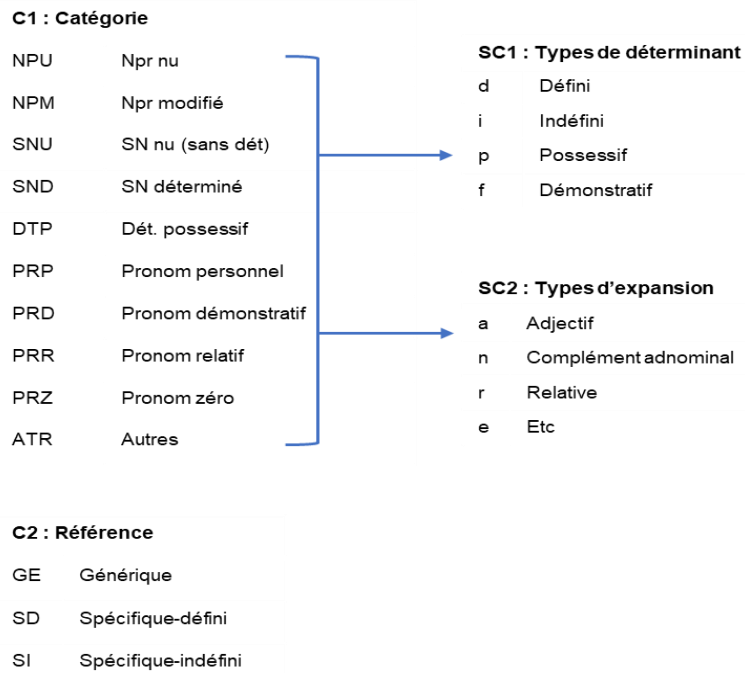 C1 : Catégorie
NPU Npr nu
NPM Npr modifié
SNU SN nu (sans dét)
SND SN déterminé
DTP Dét. possessif
PRP Pronom personnel
PRD Pronom démonstratif
PRR Pronom relatif
PRZ Pronom zéro
ATR Autres
SC1 : Types de déterminant
d Défini
i Indéfini
p Possessif
f Démonstratif
SC2 : Types d’expansion
a Adjectif
n Complément adnominal
r Relative
e Etc
C2 : Référence
GE Générique
SD Spécifique-défini
SI Spécifique-indéfini